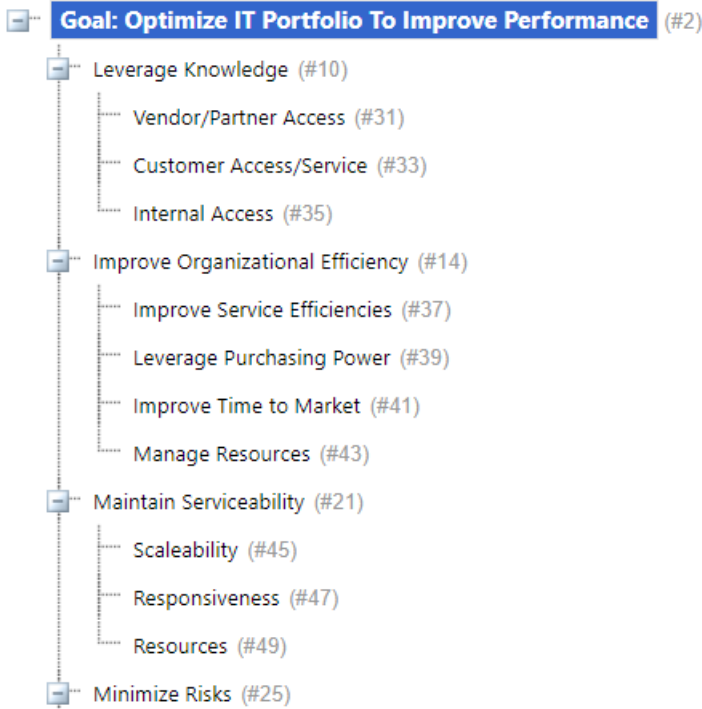 Goal: Optimize IT Portfolio To Improve Performance (#2)
Leverage Knowledge (#10)
Vendor/Partner Access (#31)
Customer Access/Service (#33)
Internal Access (#35)
Improve Organizational Efficiency (#14)
Improve Service Efficiencies (#37)
Leverage Purchasing Power (#39)
Improve Time to Market (#41)
Manage Resources (#43)
Maintain Serviceability (#21)
Scaleability (#45)
Responsiveness (#47)
Resources (#49)
Minimize Risks (#25)